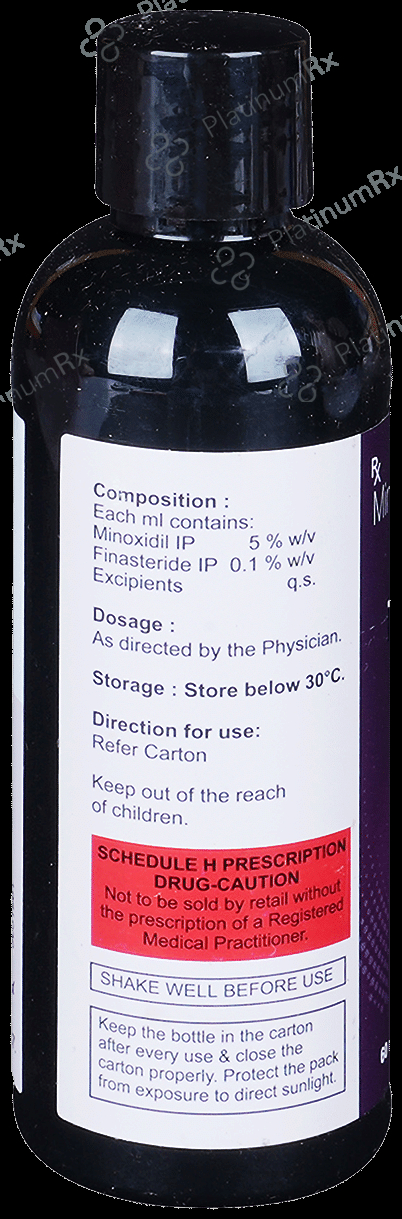 PlatinumRx
PlatinumRx
PlatinumRx
PlatinumRx
Composition :
Each ml contains:
Minoxidil IP 5 % w/v
Finasteride IP 0.1 % w/v
Excipients q.s.
Dosage :
As directed by the Physician.
Storage : Store below 30°C.
Direction for use:
Refer Carton
Keep out of the reach
of children.
SCHEDULE H PRESCRIPTION
DRUG-CAUTION
Not to be sold by retail without
the prescription of a Registered
Medical Practitioner.
SHAKE WELL BEFORE USE
Keep the bottle in the carton
after every use & close the
carton properly. Protect the pack
from exposure to direct sunlight.
Rx
60